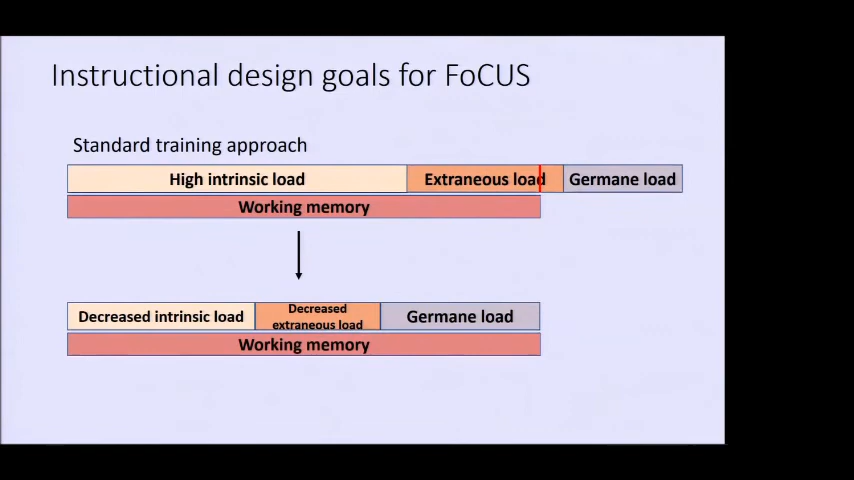 Instructional design goals for FoCUS
Standard training approach
High intrinsic load
Extraneous load
Germane load
Working memory
Decreased intrinsic load
Decreased
extraneous load
Germane load
Working memory